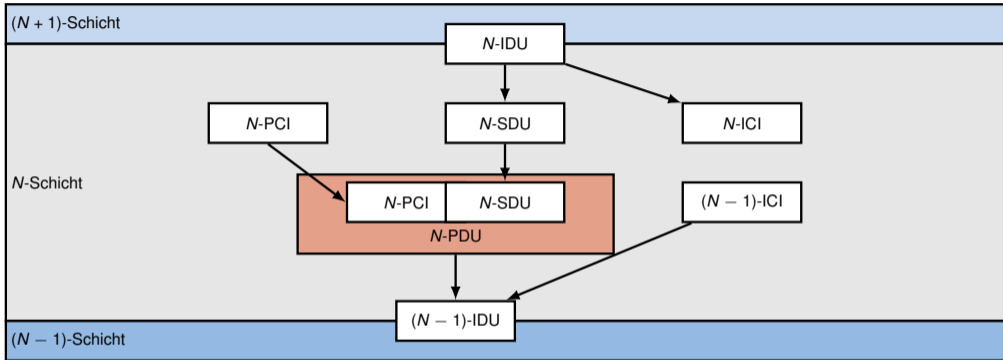 (N + 1)-Schicht
N-IDU
N-PCI
N-SDU
N-ICI
N-Schicht
N-PCI
N-SDU
(N − 1)-ICI
N-PDU
(N − 1)-IDU
(N − 1)-Schicht